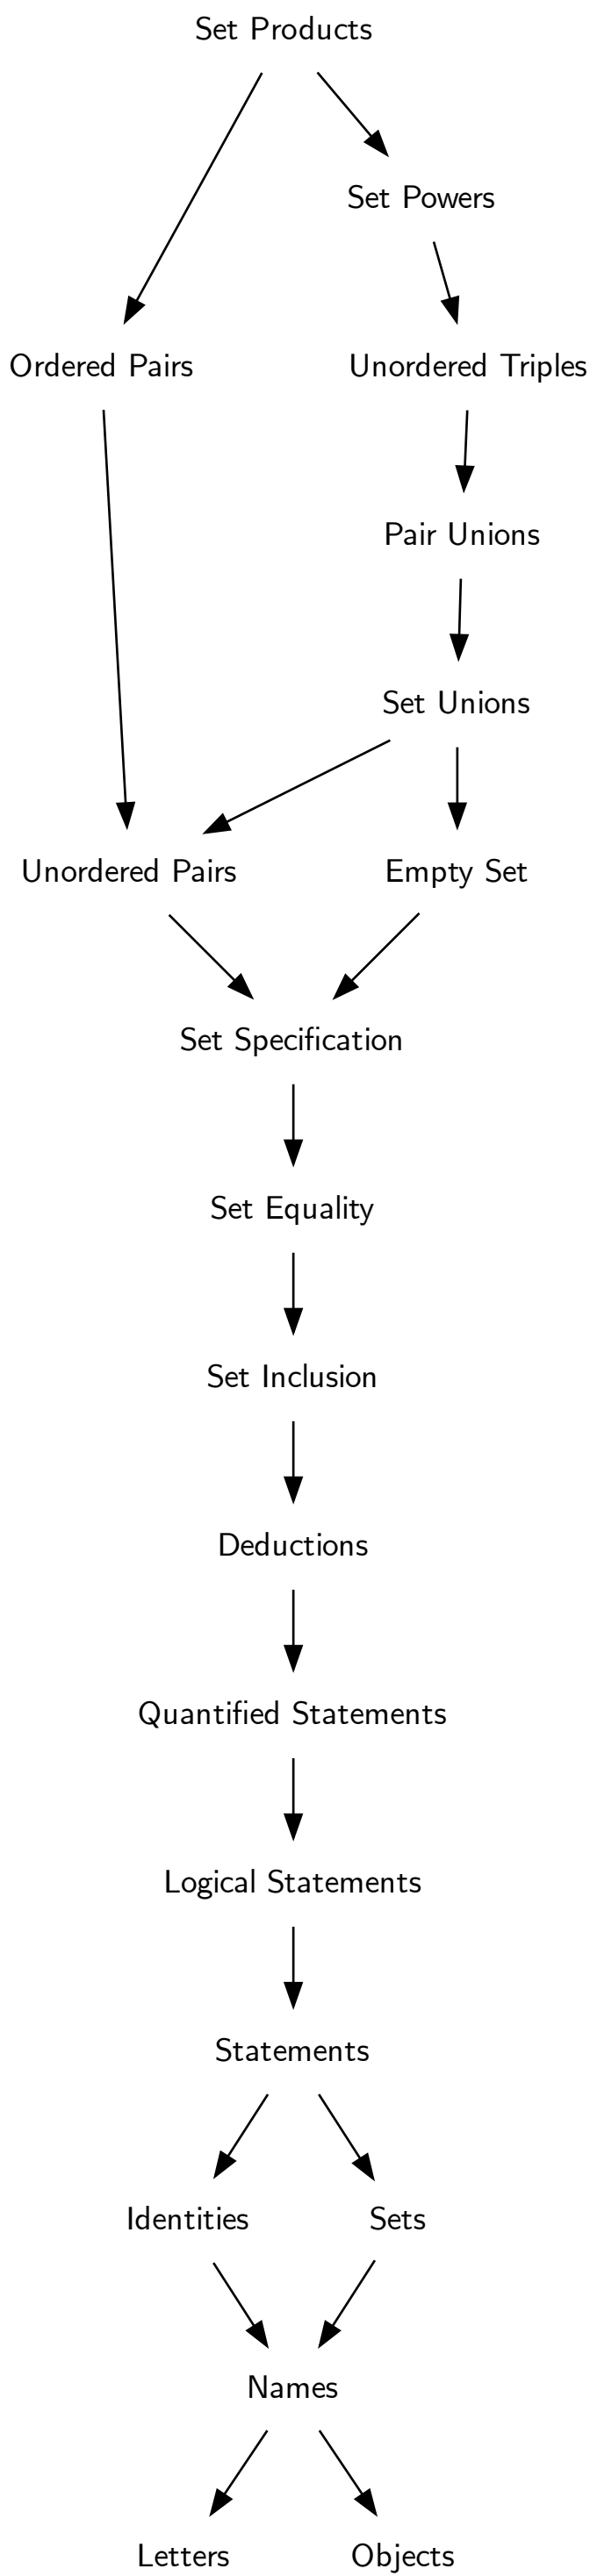 Set Products
Set Powers
Ordered Pairs
Unordered Triples
Pair Unions
Set Unions
Unordered Pairs
Empty Set
Set Specification
Set Equality
Set Inclusion
Deductions
Quantified Statements
Logical Statements
Statements
Identities
Sets
Names
Letters
Objects